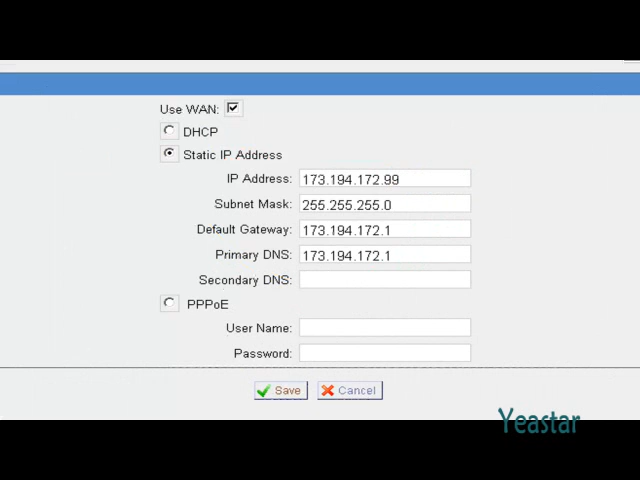 Use WAN:
DHCP
Static IP Address
IP Address: 173.194.172.99
Subnet Mask: 255.255.255.0
Default Gateway: 173.194.172.1
Primary DNS: 173.194.172.1
Secondary DNS:
PPPoE
User Name:
Password:
Save Cancel
Yeastar